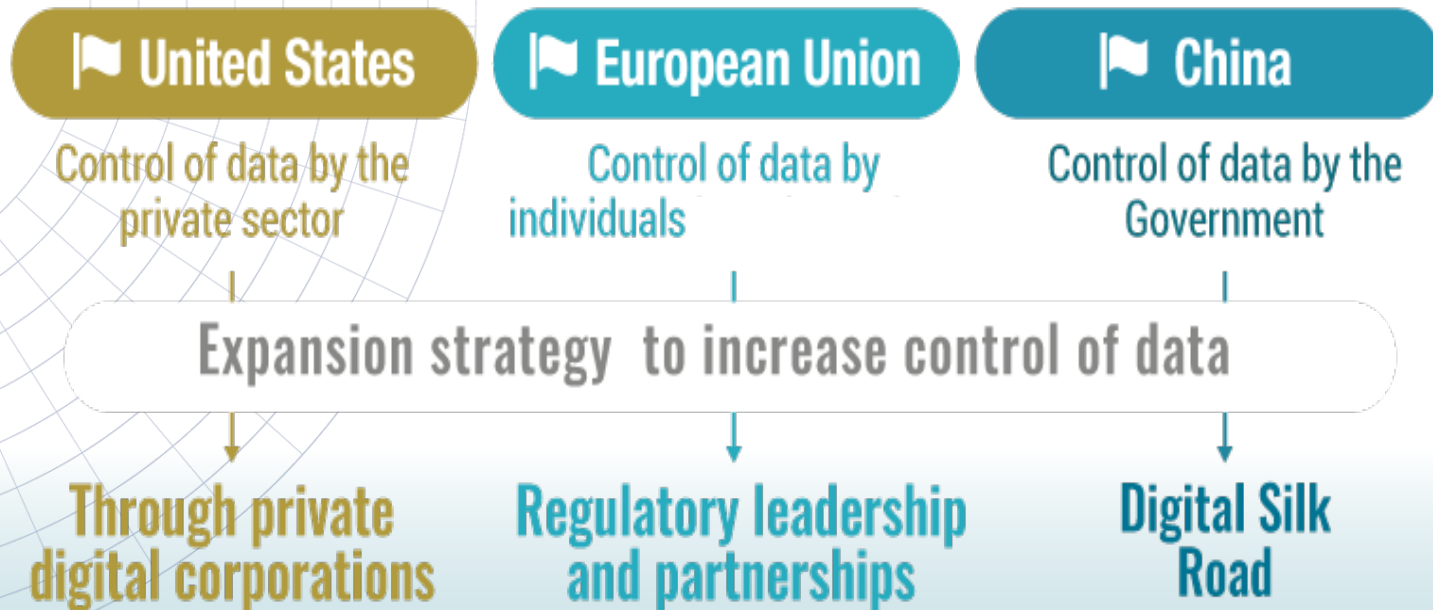 United States
Control of data by the
private sector
European Union
Control of data by
individuals
China
Control of data by the
Government
Expansion strategy to increase control of data
Through private
digital corporations
Regulatory leadership
and partnerships
Digital Silk
Road